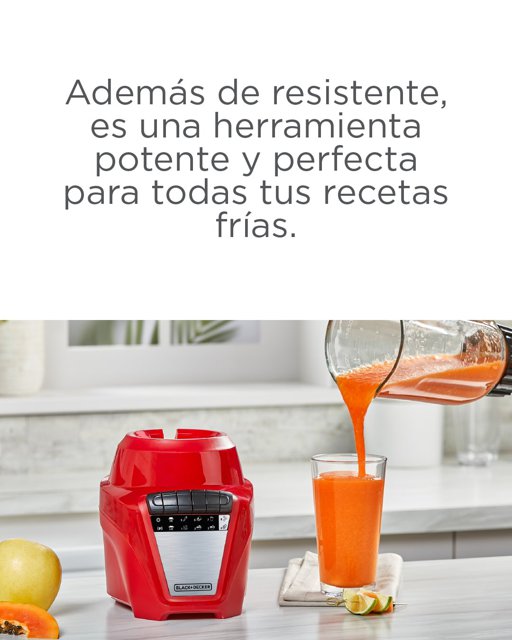 Además de resistente,
es una herramienta
potente y perfecta
para todas tus recetas
frías.
BLACK+DECKER